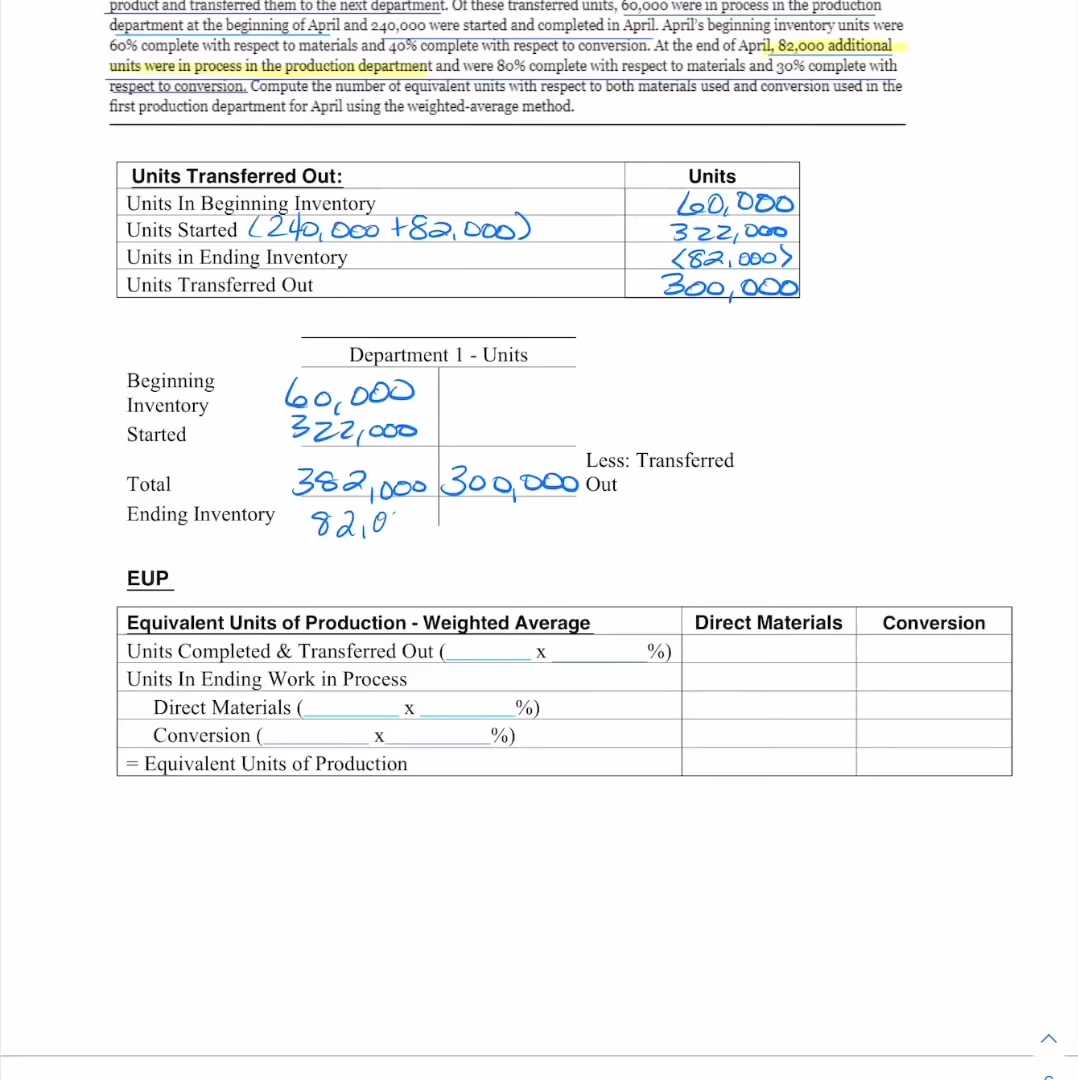 product and transferred them to the next department. Of these transferred units, 60,000 were in process in the production
department at the beginning of April and 240,000 were started and completed in April. April's beginning inventory units were
60% complete with respect to materials and 40% complete with respect to conversion. At the end of April, 82,000 additional
units were in process in the production department and were 80% complete with respect to materials and 30% complete with
respect to conversion. Compute the number of equivalent units with respect to both materials used and conversion used in the
first production department for April using the weighted-average method.
Units Transferred Out: Units
Units In Beginning Inventory 60,000
Units Started (240,000 + 82,000) 322,000
Units in Ending Inventory <82,000>
Units Transferred Out 300,000
Department 1 - Units
Beginning
Inventory 60,000
Started 322,000
Less: Transferred
Total 382,000 300,000 Out
Ending Inventory 82,0
EUP
Equivalent Units of Production - Weighted Average Direct Materials Conversion
Units Completed & Transferred Out (________ x _________%)
Units In Ending Work in Process
Direct Materials (_________ x _________%)
Conversion (__________ x__________%)
= Equivalent Units of Production